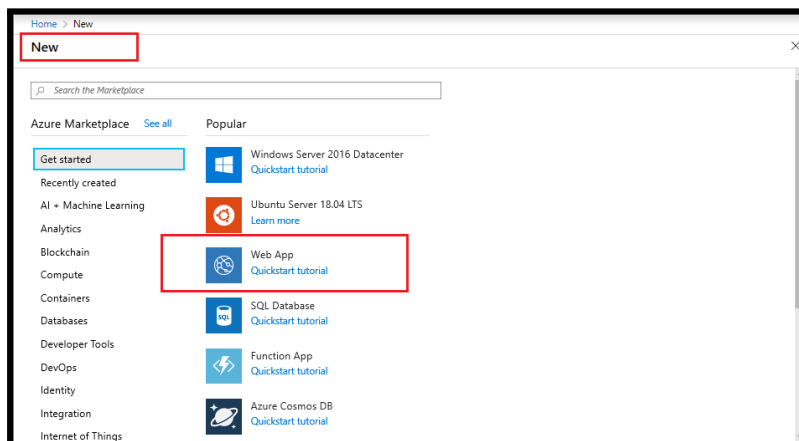 Home > New
New
Search the Marketplace
Azure Marketplace See all
Get started
Recently created
AI + Machine Learning
Analytics
Blockchain
Compute
Containers
Databases
Developer Tools
DevOps
Identity
Integration
Internet of Things
Popular
Windows Server 2016 Datacenter
Quickstart tutorial
Ubuntu Server 18.04 LTS
Learn more
Web App
Quickstart tutorial
SQL
SQL Database
Quickstart tutorial
Function App
Quickstart tutorial
Azure Cosmos DB
Quickstart tutorial